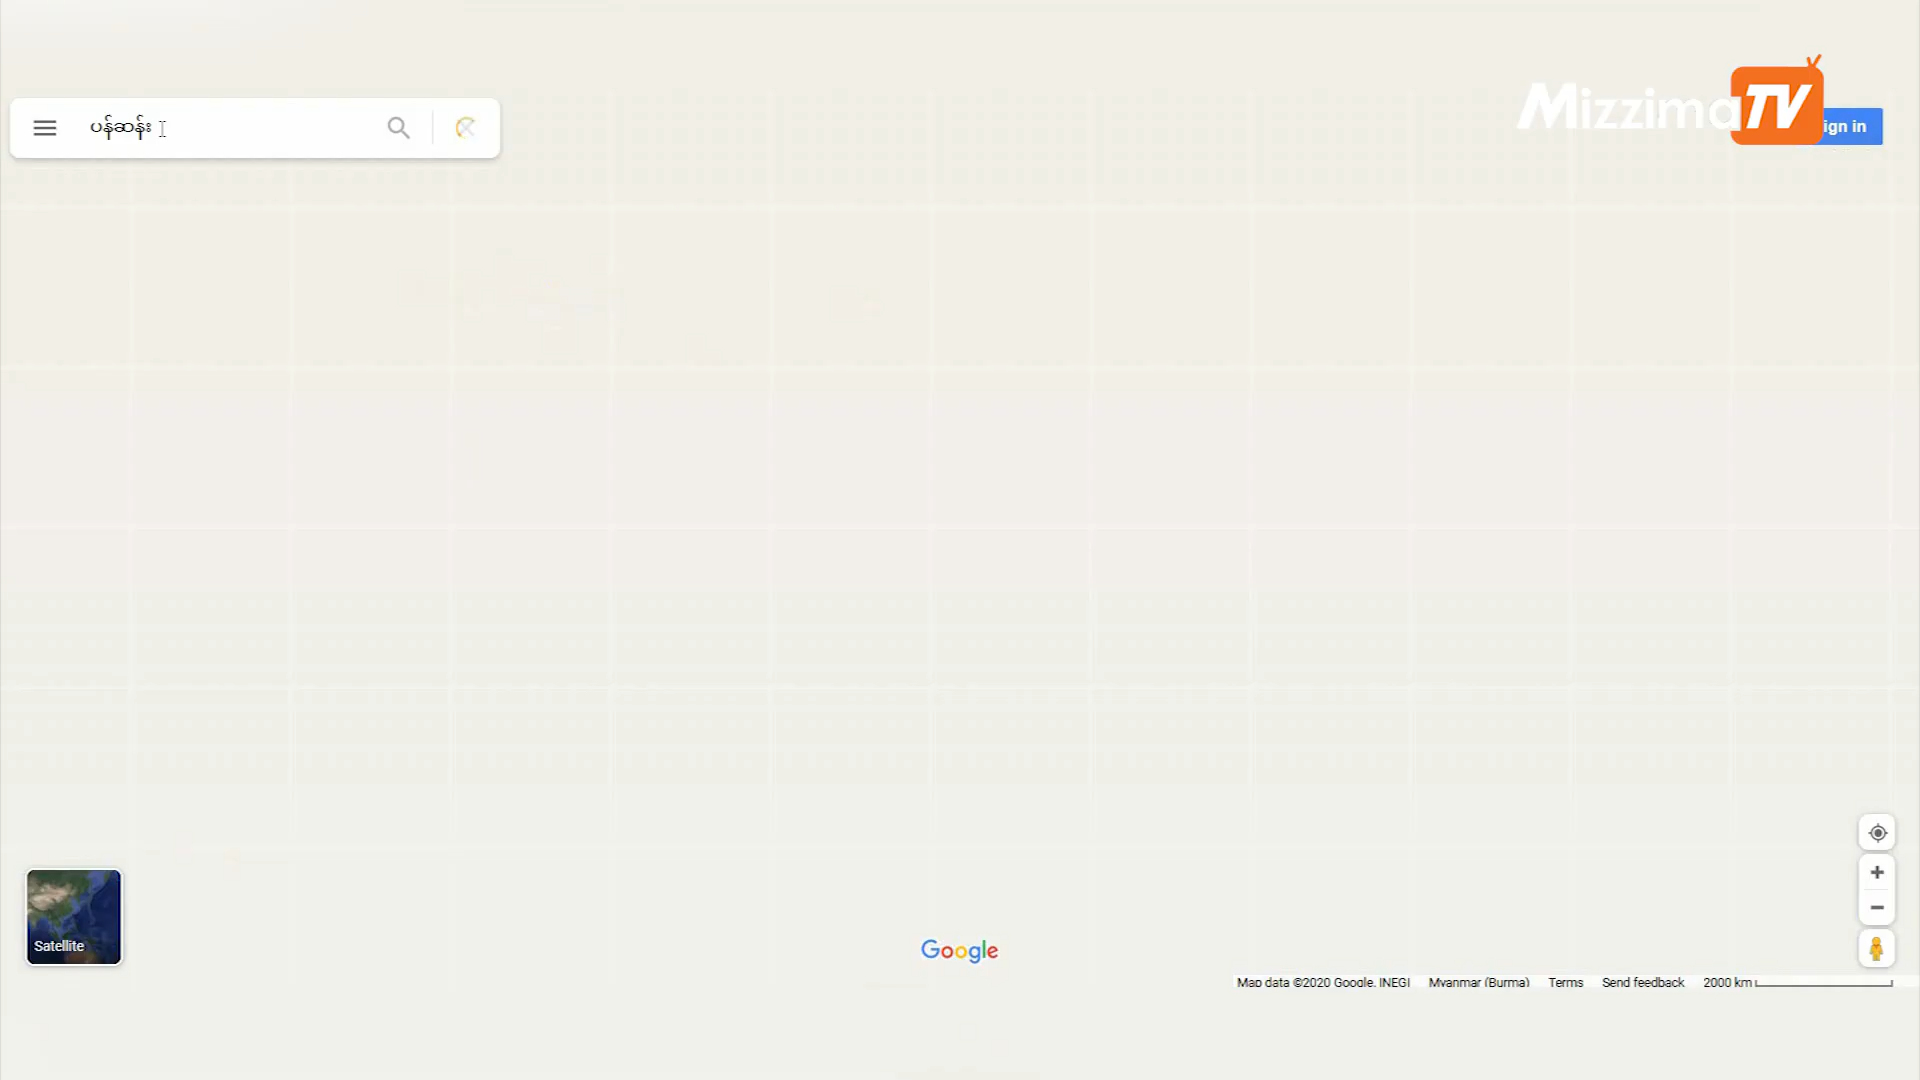 MizzimaTV
ပန်ဆန်း
ign in
Satellite
Google
Map data ©2020 Google, INEGI Myanmar (Burma) Terms Send feedback 2000 km